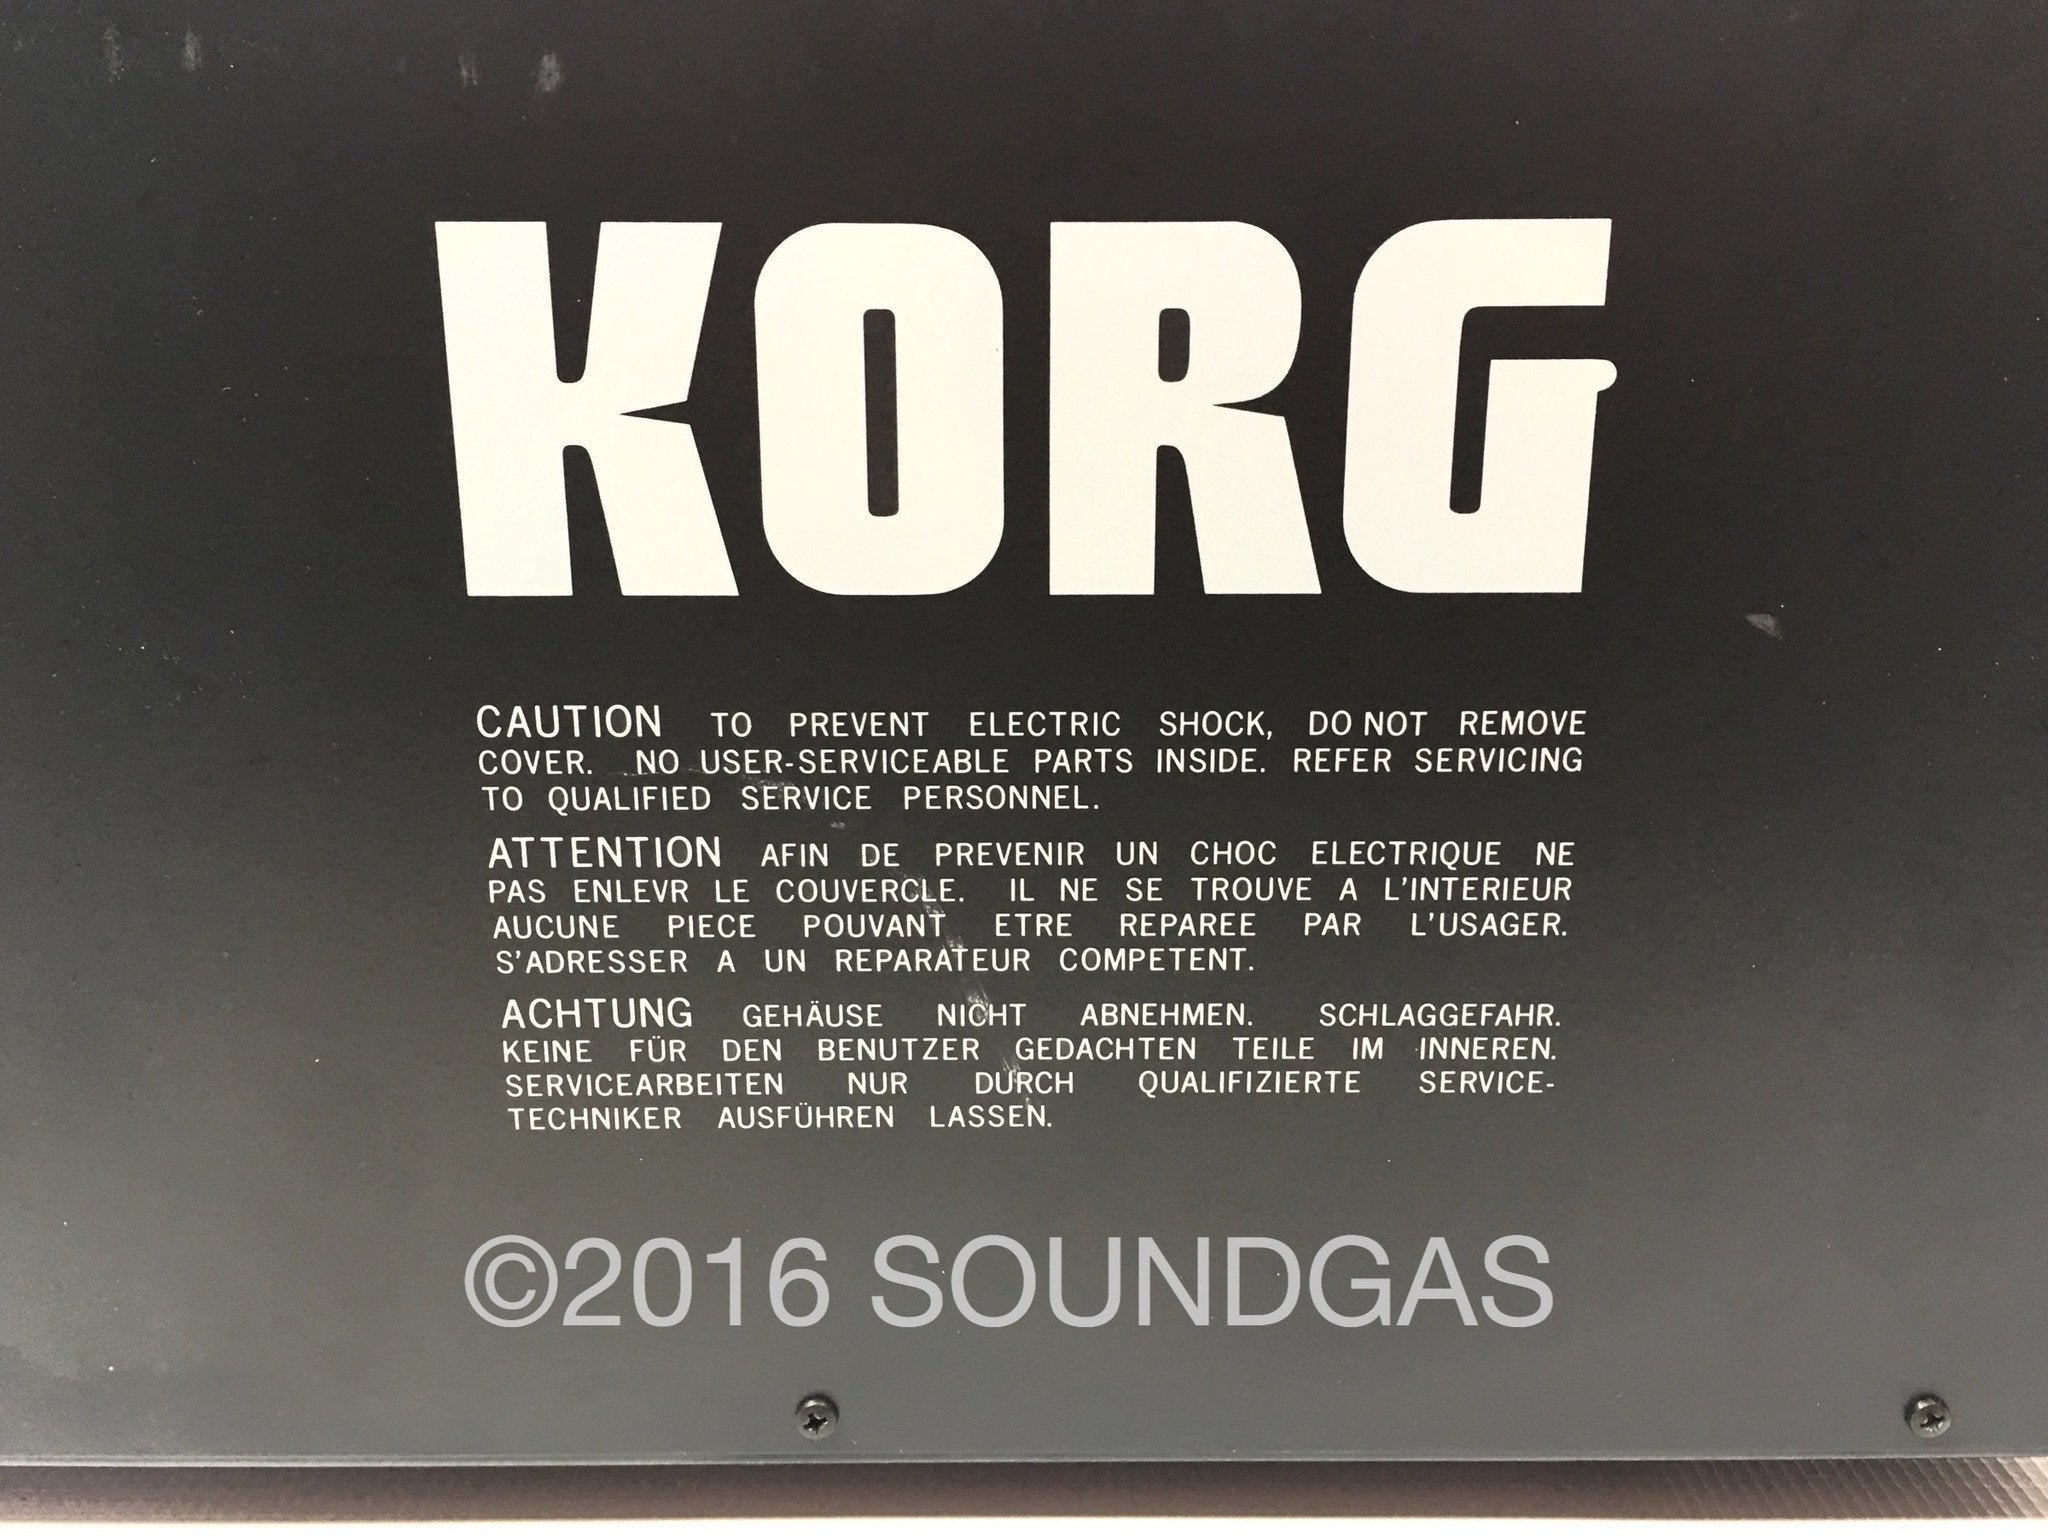 KORG
CAUTION TO PREVENT ELECTRIC SHOCK, DO NOT REMOVE
COVER. NO USER-SERVICEABLE PARTS INSIDE. REFER SERVICING
TO QUALIFIED SERVICE PERSONNEL.
ATTENTION AFIN DE PREVENIR UN CHOC ELECTRIQUE NE
PAS ENLEVR LE COUVERCLE. IL NE SE TROUVE A L'INTERIEUR
AUCUNE PIECE POUVANT ETRE REPAREE PAR L'USAGER.
S'ADRESSER A UN REPARATEUR COMPETENT.
ACHTUNG GEHÄUSE NICHT ABNEHMEN. SCHLAGGEFAHR.
KEINE FÜR DEN BENUTZER GEDACHTEN TEILE IM INNEREN.
SERVICEARBEITEN NUR DURCH QUALIFIZIERTE SERVICE-
TECHNIKER AUSFÜHREN LASSEN.
©2016 SOUNDGAS